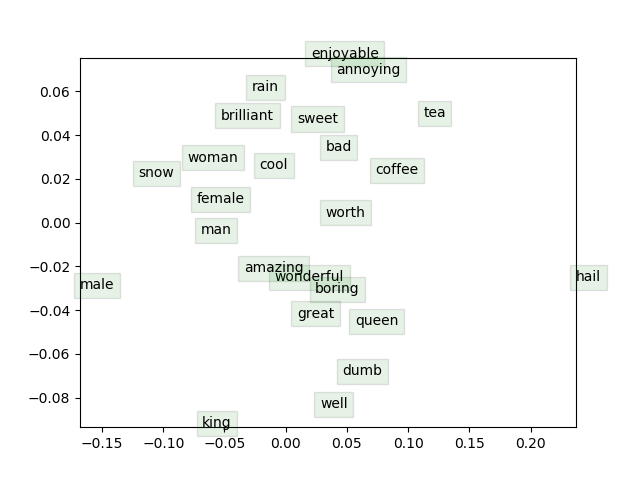 enjoyable
annoying
0.06
rain
tea
brilliant
sweet
0.04
bad
woman
cool
coffee
snow
0.02
female
worth
0.00
man
amazing
wonderful
hail
−0.02
male
boring
great
−0.04
queen
−0.06
dumb
−0.08
well
king
−0.15 −0.10 −0.05 0.00 0.05 0.10 0.15 0.20